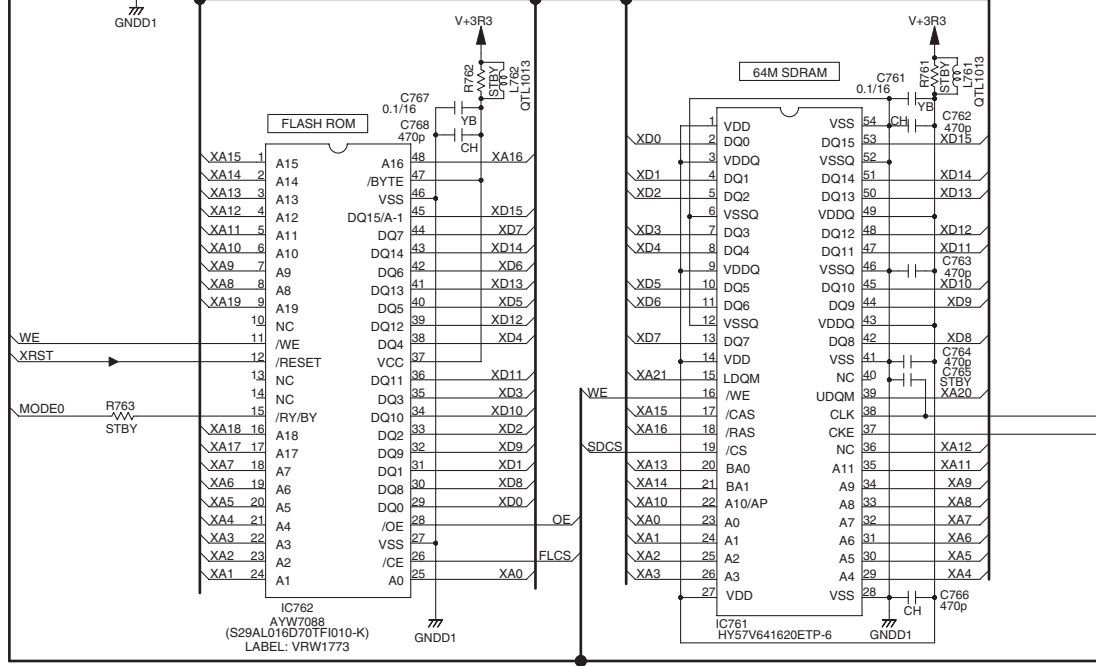 GNDD1
V+3R3
R762
STBY
L762
QTL1013
C767
0.1/16
YB
C768
470p
CH
FLASH ROM
XA15 1 A15
XA14 2 A14
XA13 3 A13
XA12 4 A12
XA11 5 A11
XA10 6 A10
XA9 7 A9
XA8 8 A8
XA19 9 A19
10 NC
WE 11 /WE
XRST 12 /RESET
13 NC
14 NC
MODE0 R763 STBY 15 /RY/BY
XA18 16 A18
XA17 17 A17
XA7 18 A7
XA6 19 A6
XA5 20 A5
XA4 21 A4
XA3 22 A3
XA2 23 A2
XA1 24 A1
A16 48 XA16
/BYTE 47
VSS 46
DQ15/A-1 45 XD15
DQ7 44 XD7
DQ14 43 XD14
DQ6 42 XD6
DQ13 41 XD13
DQ5 40 XD5
DQ12 39 XD12
DQ4 38 XD4
VCC 37
DQ11 36 XD11
DQ3 35 XD3
DQ10 34 XD10
DQ2 33 XD2
DQ9 32 XD9
DQ1 31 XD1
DQ8 30 XD8
DQ0 29 XD0
/OE 28 OE
VSS 27
/CE 26 FLCS
A0 25 XA0
IC762
AYW7088
(S29AL016D70TFI010-K)
LABEL: VRW1773
GNDD1
V+3R3
R761
STBY
L761
QTL1013
C761
0.1/16
YB
CH
C762
470p
64M SDRAM
1 VDD
XD0 2 DQ0
3 VDDQ
XD1 4 DQ1
XD2 5 DQ2
6 VSSQ
XD3 7 DQ3
XD4 8 DQ4
9 VDDQ
XD5 10 DQ5
XD6 11 DQ6
12 VSSQ
XD7 13 DQ7
14 VDD
XA21 15 LDQM
WE 16 /WE
XA15 17 /CAS
XA16 18 /RAS
SDCS 19 /CS
XA13 20 BA0
XA14 21 BA1
XA10 22 A10/AP
XA0 23 A0
XA1 24 A1
XA2 25 A2
XA3 26 A3
27 VDD
VSS 54
DQ15 53 XD15
VSSQ 52
DQ14 51 XD14
DQ13 50 XD13
VDDQ 49
DQ12 48 XD12
DQ11 47 XD11
VSSQ 46 C763 470p
DQ10 45 XD10
DQ9 44 XD9
VDDQ 43
DQ8 42 XD8
VSS 41 C764 470p
NC 40 C765 STBY
UDQM 39 XA20
CLK 38
CKE 37
NC 36 XA12
A11 35 XA11
A9 34 XA9
A8 33 XA8
A7 32 XA7
A6 31 XA6
A5 30 XA5
A4 29 XA4
VSS 28 C766 470p
CH
IC761
HY57V641620ETP-6
GNDD1